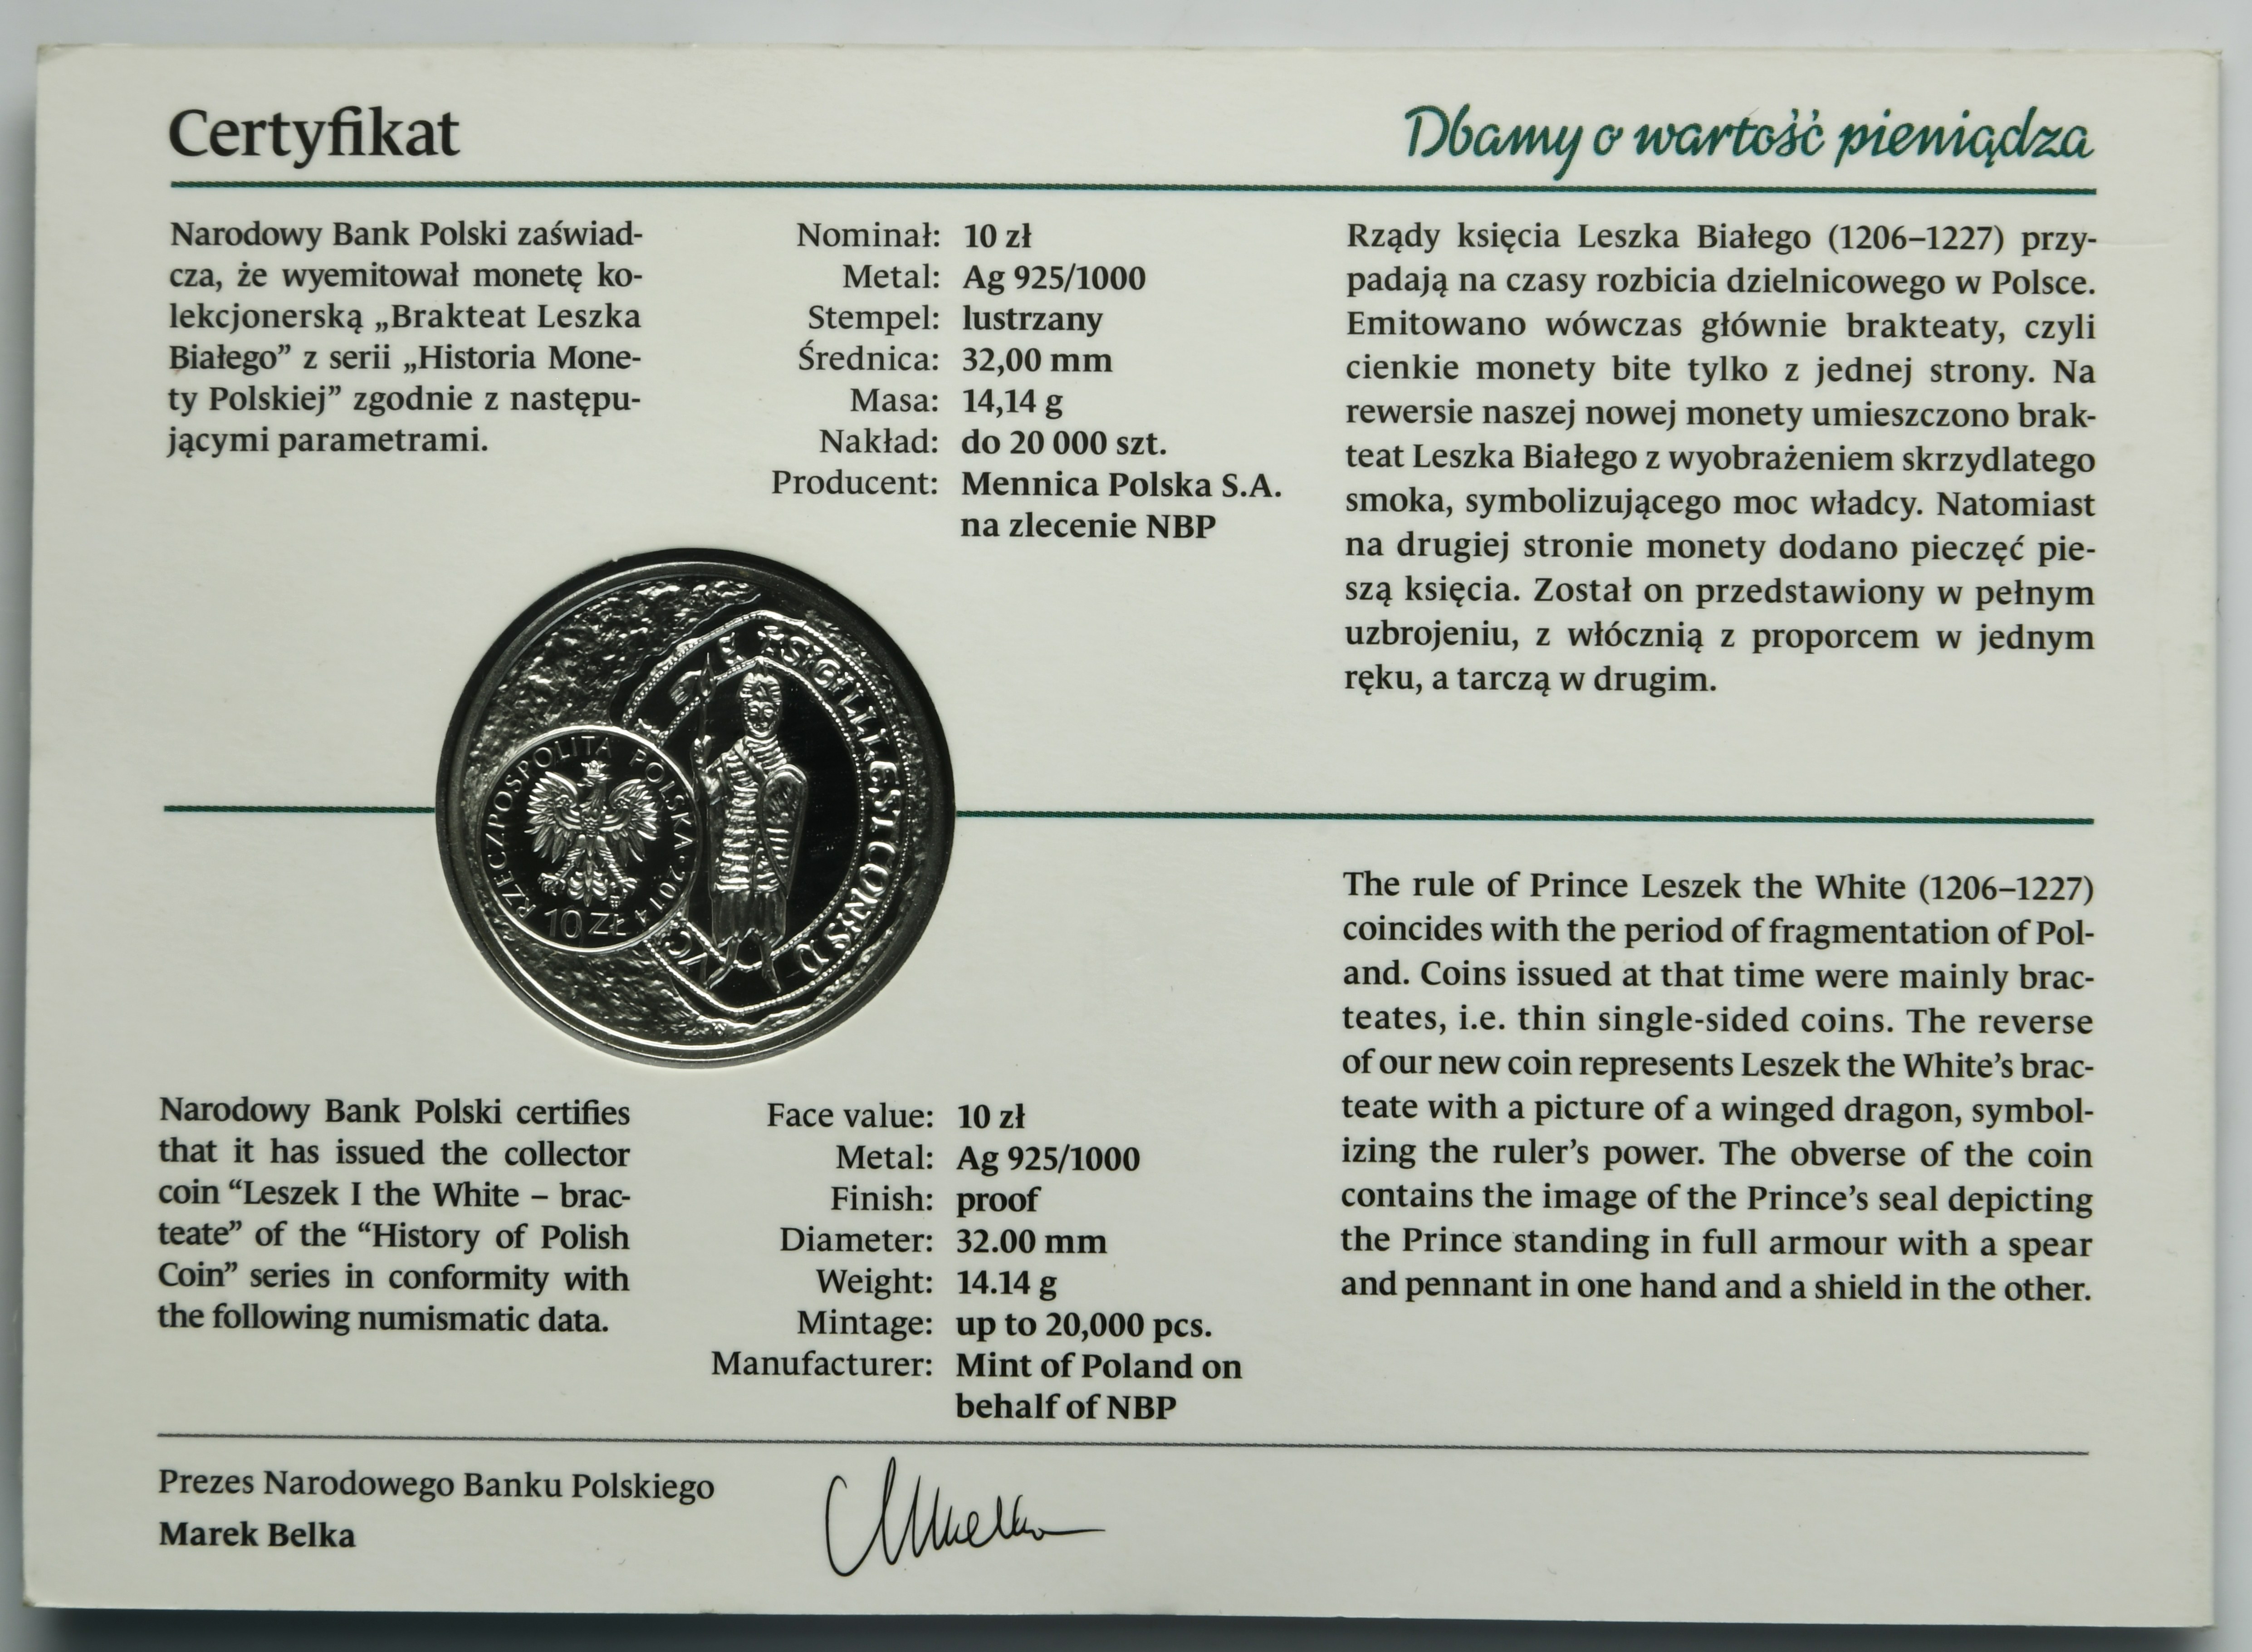 Certyfikat
Dbamy o wartość pieniądza
Narodowy Bank Polski zaświad-
cza, że wyemitował monetę ko-
lekcjonerską „Brakteat Leszka
Białego” z serii „Historia Mone-
ty Polskiej” zgodnie z następu-
jącymi parametrami.
Nominał: 10 zł
Metal: Ag 925/1000
Stempel: lustrzany
Średnica: 32,00 mm
Masa: 14,14 g
Nakład: do 20 000 szt.
Producent: Mennica Polska S.A.
na zlecenie NBP
Rządy księcia Leszka Białego (1206–1227) przy-
padają na czasy rozbicia dzielnicowego w Polsce.
Emitowano wówczas głównie brakteaty, czyli
cienkie monety bite tylko z jednej strony. Na
rewersie naszej nowej monety umieszczono brak-
teat Leszka Białego z wyobrażeniem skrzydlatego
smoka, symbolizującego moc władcy. Natomiast
na drugiej stronie monety dodano pieczęć pie-
szą księcia. Został on przedstawiony w pełnym
uzbrojeniu, z włócznią z proporcem w jednym
ręku, a tarczą w drugim.
RZECZPOSPOLITA POLSKA · 2014
10 ZŁ
Narodowy Bank Polski certifies
that it has issued the collector
coin “Leszek I the White – brac-
teate” of the “History of Polish
Coin” series in conformity with
the following numismatic data.
Face value: 10 zł
Metal: Ag 925/1000
Finish: proof
Diameter: 32.00 mm
Weight: 14.14 g
Mintage: up to 20,000 pcs.
Manufacturer: Mint of Poland on
behalf of NBP
The rule of Prince Leszek the White (1206–1227)
coincides with the period of fragmentation of Pol-
and. Coins issued at that time were mainly brac-
teates, i.e. thin single-sided coins. The reverse
of our new coin represents Leszek the White’s brac-
teate with a picture of a winged dragon, symbol-
izing the ruler’s power. The obverse of the coin
contains the image of the Prince’s seal depicting
the Prince standing in full armour with a spear
and pennant in one hand and a shield in the other.
Prezes Narodowego Banku Polskiego
Marek Belka